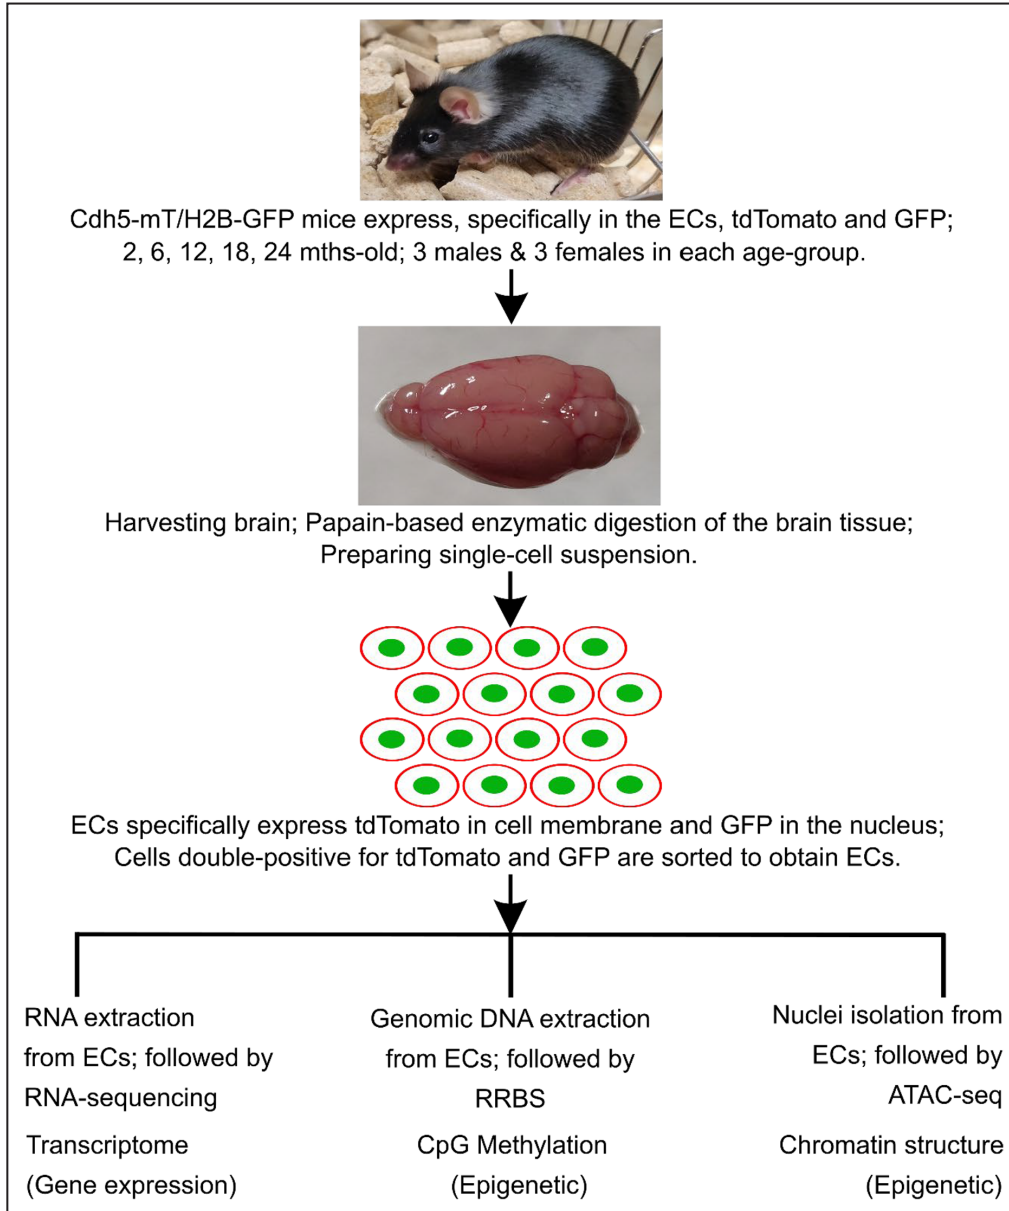 Cdh5-mT/H2B-GFP mice express, specifically in the ECs, tdTomato and GFP;
2, 6, 12, 18, 24 mths-old; 3 males & 3 females in each age-group.
Harvesting brain; Papain-based enzymatic digestion of the brain tissue;
Preparing single-cell suspension.
ECs specifically express tdTomato in cell membrane and GFP in the nucleus;
Cells double-positive for tdTomato and GFP are sorted to obtain ECs.
RNA extraction
from ECs; followed by
RNA-sequencing
Transcriptome
(Gene expression)
Genomic DNA extraction
from ECs; followed by
RRBS
CpG Methylation
(Epigenetic)
Nuclei isolation from
ECs; followed by
ATAC-seq
Chromatin structure
(Epigenetic)